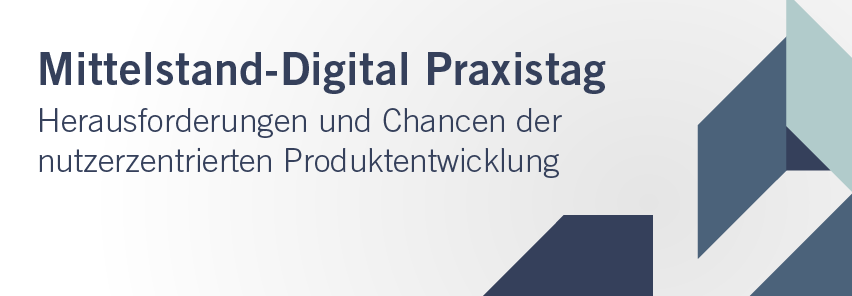 Mittelstand-Digital Praxistag
Herausforderungen und Chancen der
nutzerzentrierten Produktentwicklung